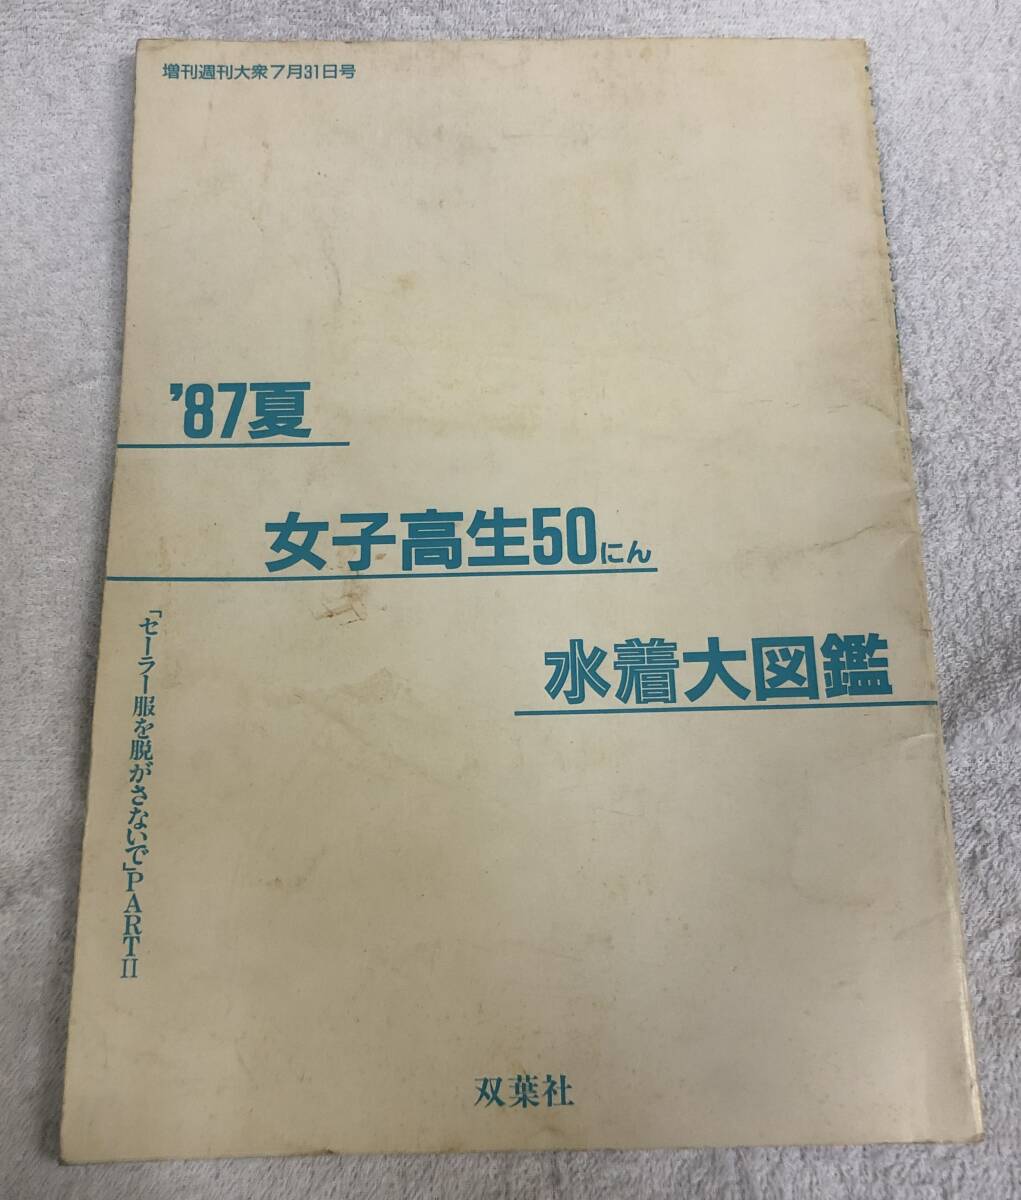 増刊週刊大衆7月31日号
'87夏
女子高生50にん
水着大図鑑
「セーラー服を脱がさないで」PARTII
双葉社